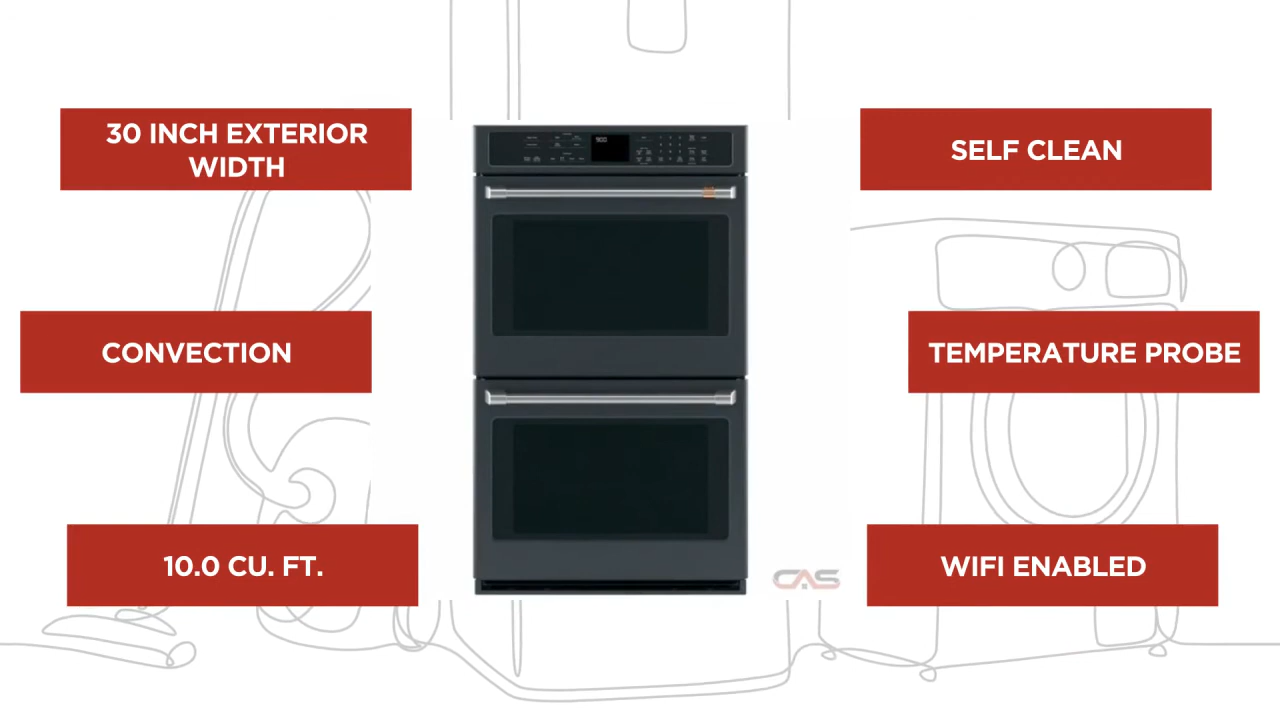 30 INCH EXTERIOR
WIDTH
SELF CLEAN
CONVECTION
TEMPERATURE PROBE
10.0 CU. FT.
WIFI ENABLED
CAS